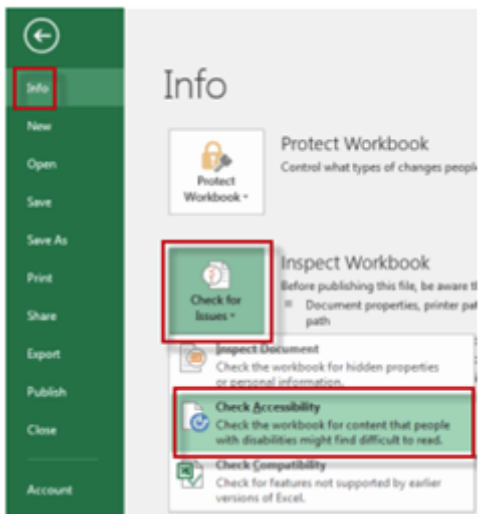 Info
New
Open
Save
Save As
Print
Share
Export
Publish
Close
Account
Info
Protect
Workbook
Protect Workbook
Control what types of changes peopl
Check for
Issues
Inspect Workbook
Before publishing this file, be aware th
Document properties, printer pat
path
Inspect Document
Check the workbook for hidden properties
or personal information.
Check Accessibility
Check the workbook for content that people
with disabilities might find difficult to read.
Check Compatibility
Check for features not supported by earlier
versions of Excel.